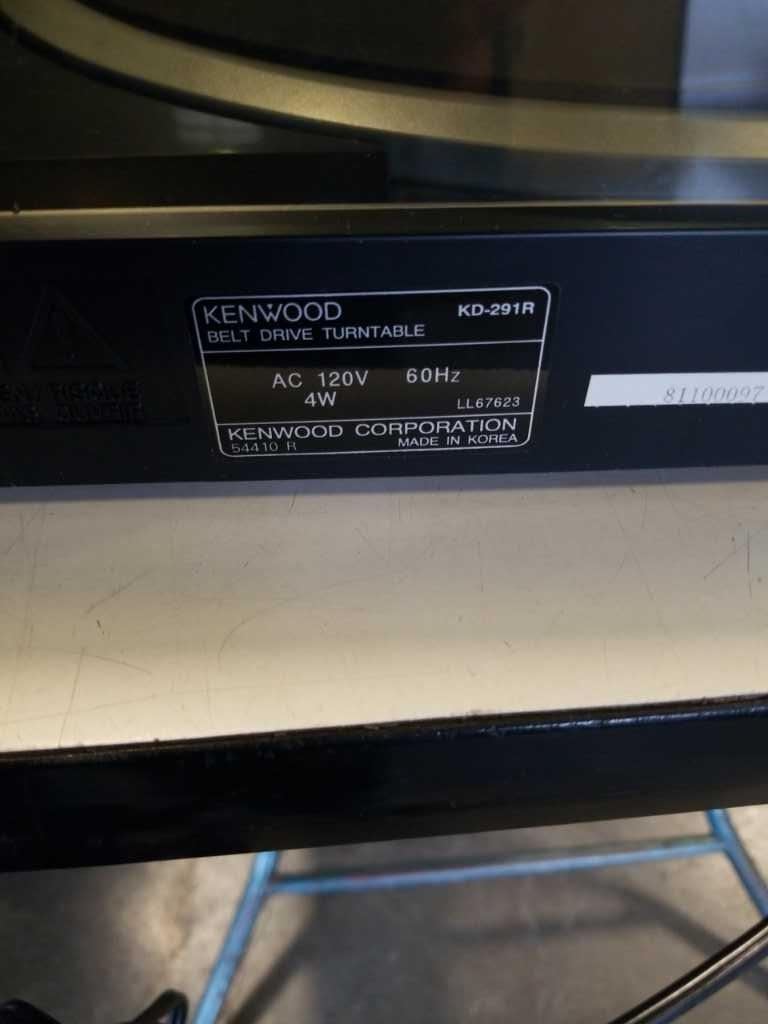 KENWOOD KD-291R
BELT DRIVE TURNTABLE
AC 120V 60Hz
4W LL67623
KENWOOD CORPORATION
54410 R MADE IN KOREA
81100097